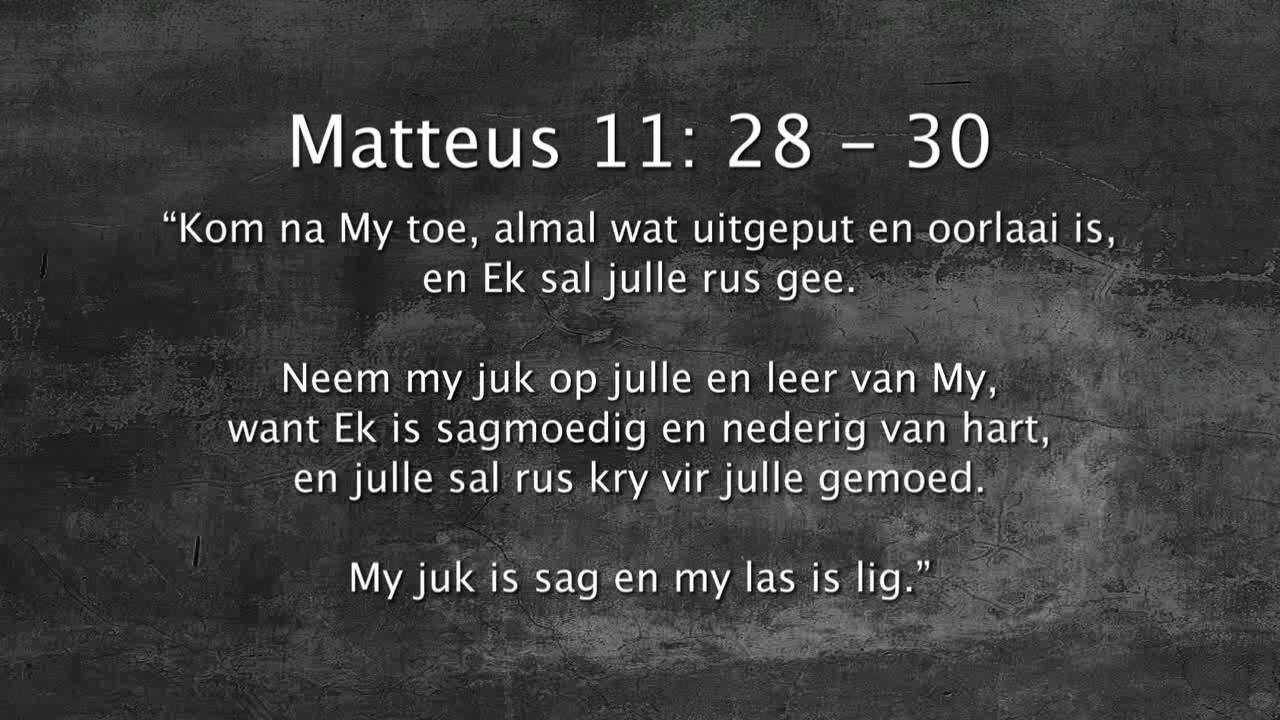 Matteus 11: 28 – 30
“Kom na My toe, almal wat uitgeput en oorlaai is,
en Ek sal julle rus gee.
Neem my juk op julle en leer van My,
want Ek is sagmoedig en nederig van hart,
en julle sal rus kry vir julle gemoed.
My juk is sag en my las is lig.”